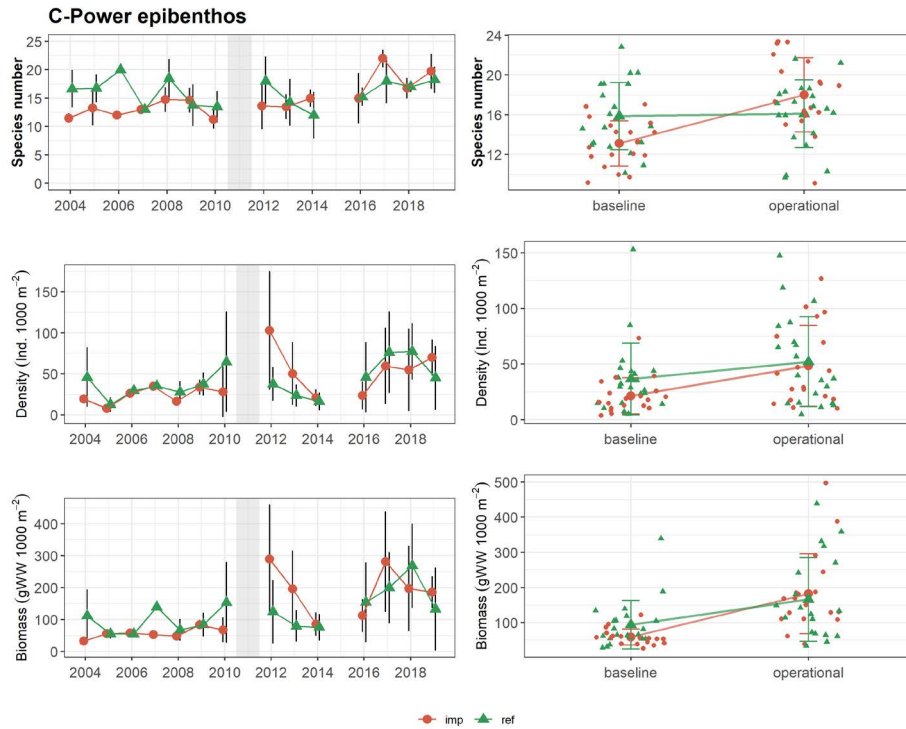 C-Power epibenthos
Species number
25
20
15
10
5
0
2004 2006 2008 2010 2012 2014 2016 2018
Species number
24
20
16
12
baseline operational
Density (Ind. 1000 m⁻²)
150
100
50
0
2004 2006 2008 2010 2012 2014 2016 2018
Density (Ind. 1000 m⁻²)
150
100
50
0
baseline operational
Biomass (gWW 1000 m⁻²)
400
300
200
100
0
2004 2006 2008 2010 2012 2014 2016 2018
Biomass (gWW 1000 m⁻²)
500
400
300
200
100
baseline operational
imp ref